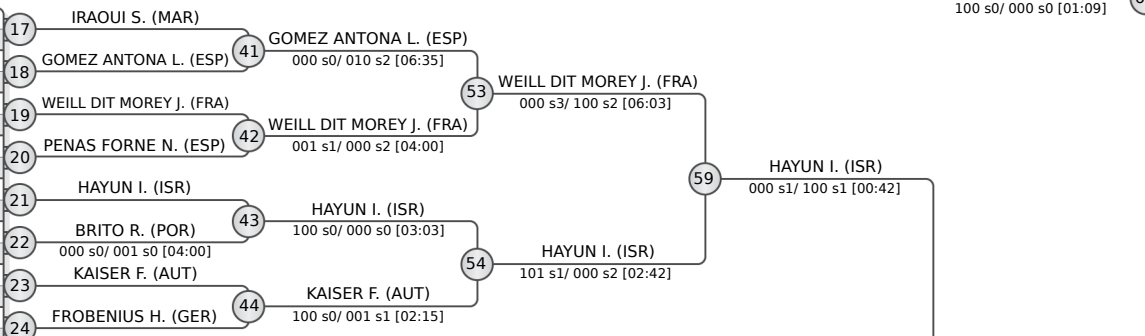 100 s0/ 000 s0 [01:09]
17
IRAOUI S. (MAR)
41
GOMEZ ANTONA L. (ESP)
000 s0/ 010 s2 [06:35]
18
GOMEZ ANTONA L. (ESP)
53
WEILL DIT MOREY J. (FRA)
000 s3/ 100 s2 [06:03]
19
WEILL DIT MOREY J. (FRA)
42
WEILL DIT MOREY J. (FRA)
001 s1/ 000 s2 [04:00]
20
PENAS FORNE N. (ESP)
59
HAYUN I. (ISR)
000 s1/ 100 s1 [00:42]
21
HAYUN I. (ISR)
43
HAYUN I. (ISR)
100 s0/ 000 s0 [03:03]
22
BRITO R. (POR)
000 s0/ 001 s0 [04:00]
54
HAYUN I. (ISR)
101 s1/ 000 s2 [02:42]
23
KAISER F. (AUT)
44
KAISER F. (AUT)
100 s0/ 001 s1 [02:15]
24
FROBENIUS H. (GER)